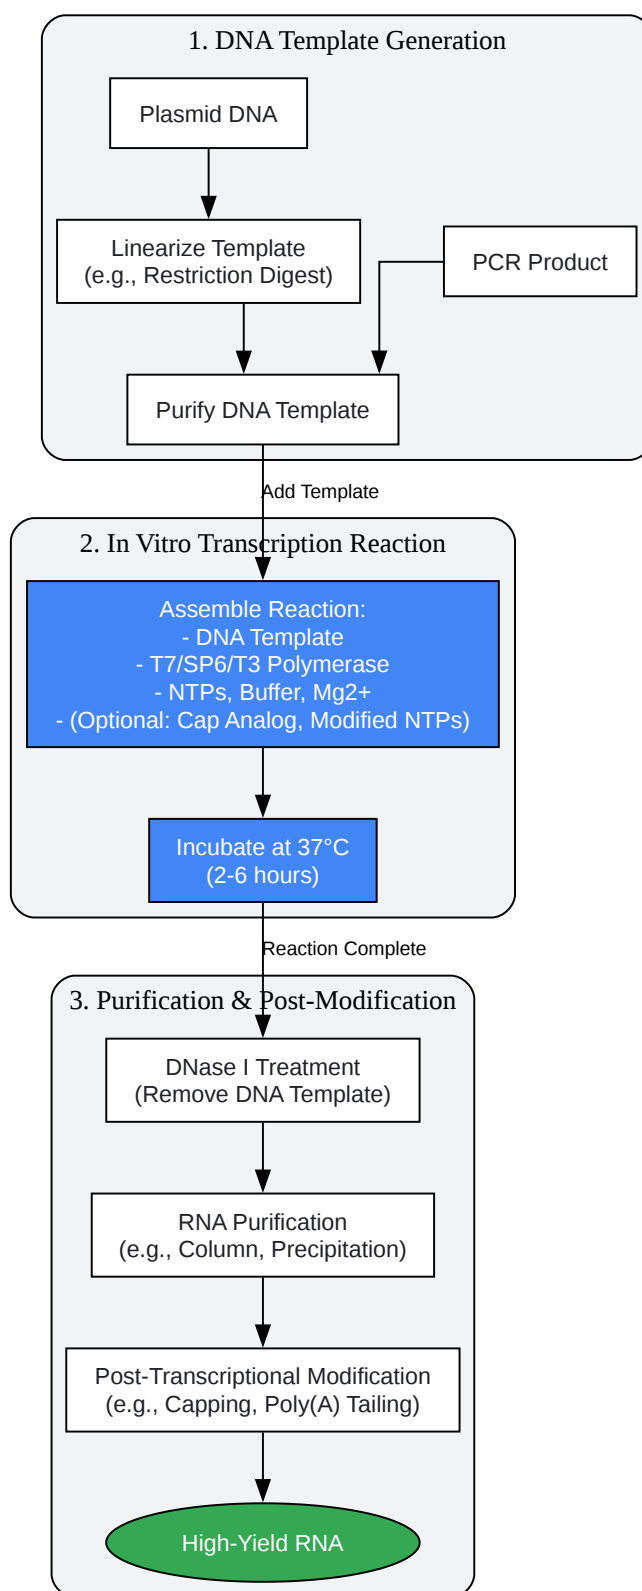 1. DNA Template Generation
Plasmid DNA
Linearize Template
(e.g., Restriction Digest)
PCR Product
Purify DNA Template
Add Template
2. In Vitro Transcription Reaction
Assemble Reaction:
- DNA Template
- T7/SP6/T3 Polymerase
- NTPs, Buffer, Mg2+
- (Optional: Cap Analog, Modified NTPs)
Incubate at 37°C
(2-6 hours)
Reaction Complete
3. Purification & Post-Modification
DNase I Treatment
(Remove DNA Template)
RNA Purification
(e.g., Column, Precipitation)
Post-Transcriptional Modification
(e.g., Capping, Poly(A) Tailing)
High-Yield RNA